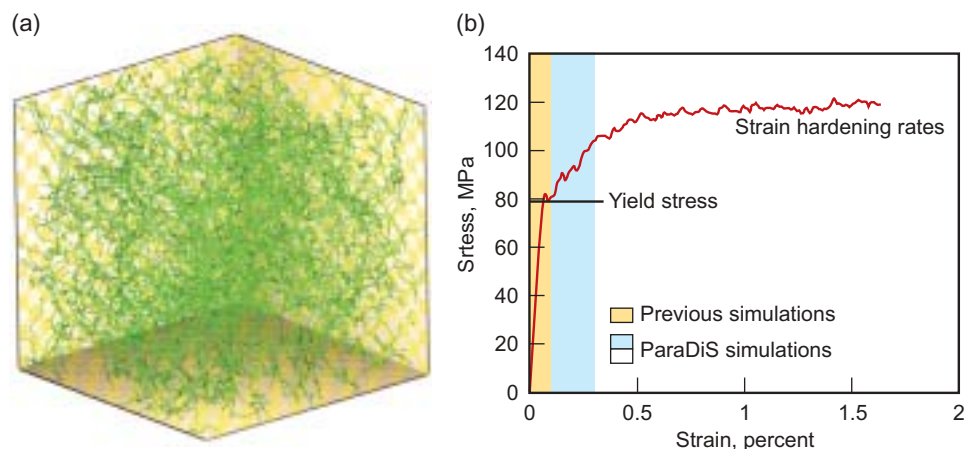 (a)
(b)
140
120
100
80
60
40
20
0
Srtess, MPa
Strain hardening rates
Yield stress
Previous simulations
ParaDiS simulations
0
0.5
1
1.5
2
Strain, percent